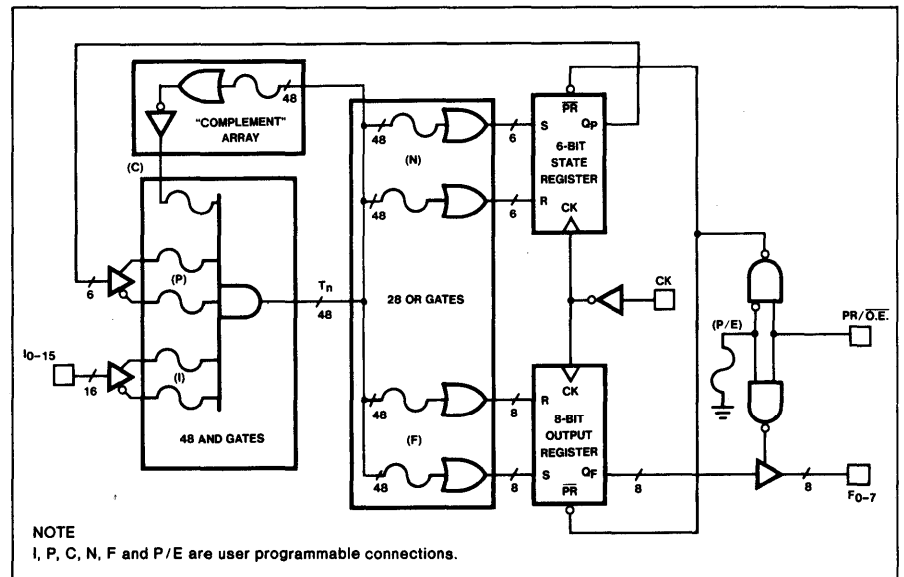 48
"COMPLEMENT"
ARRAY
(C)
(P)
6
I0-15
16
(I)
48 AND GATES
Tn
48
48
(N)
48
28 OR GATES
48
(F)
48
6
6
8
8
PR
S
QP
6-BIT
STATE
REGISTER
R
CK
CK
CK
R
8-BIT
OUTPUT
REGISTER
S
QF
PR
8
(P/E)
PR/O.E.
8
F0-7
NOTE
I, P, C, N, F and P/E are user programmable connections.